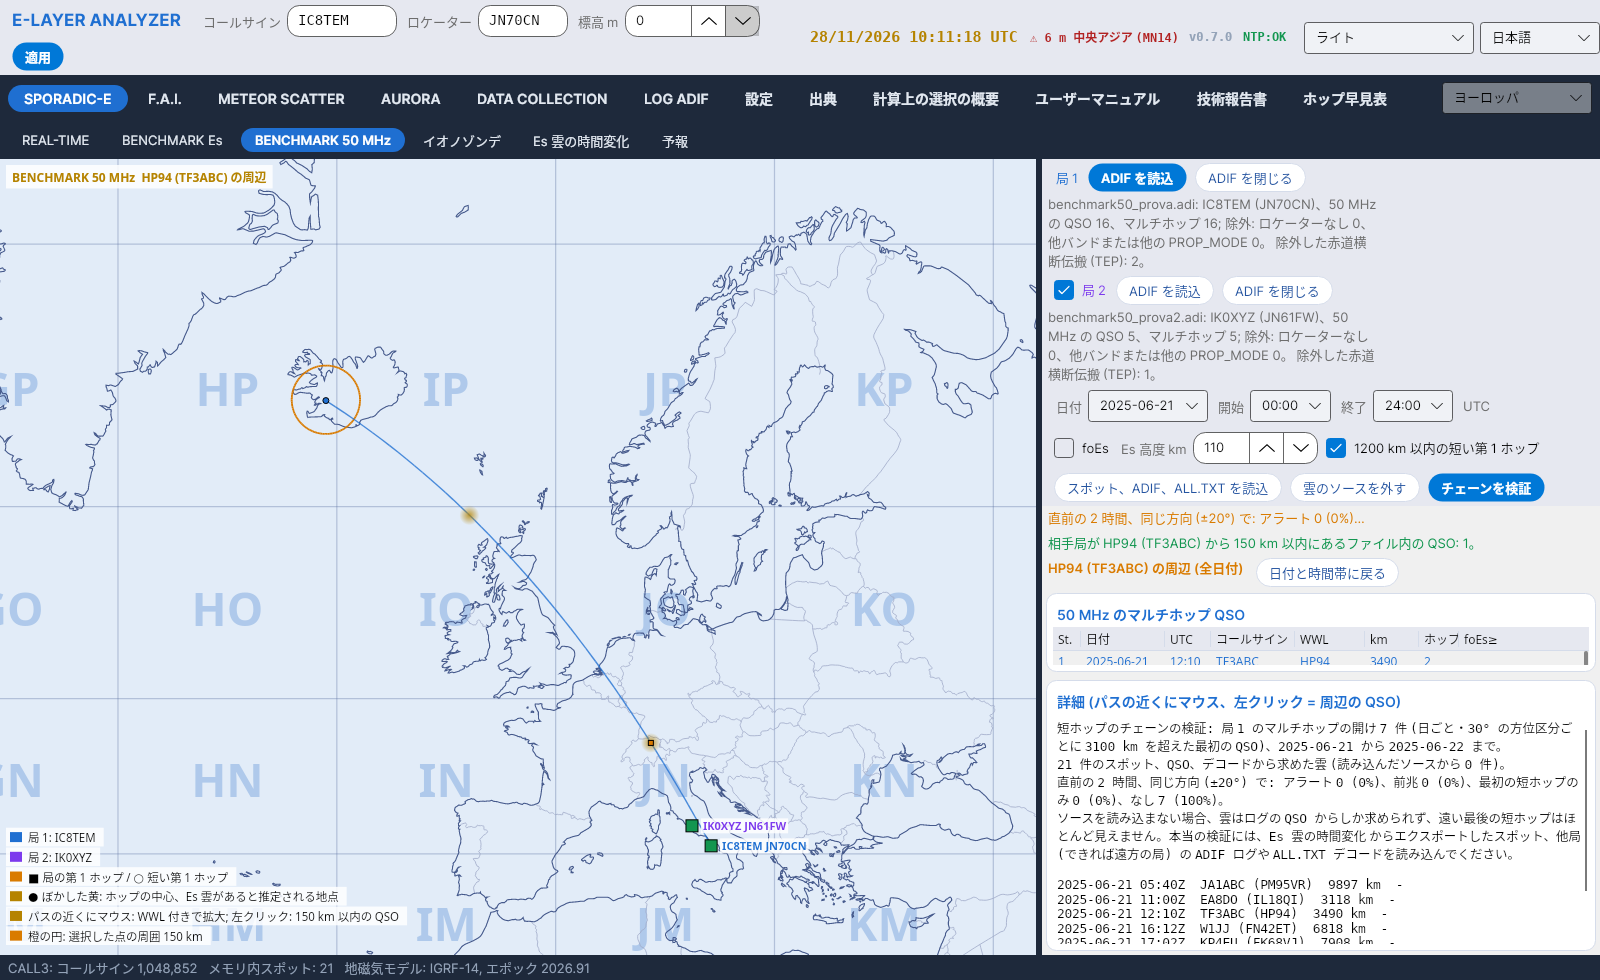 E-LAYER ANALYZER コールサイン IC8TEM ロケーター JN70CN 標高 m 0
28/11/2026 10:11:18 UTC ⚠ 6 m 中央アジア (MN14) v0.7.0 NTP:OK ライト 日本語
適用
SPORADIC-E F.A.I. METEOR SCATTER AURORA DATA COLLECTION LOG ADIF 設定 出典 計算上の選択の概要 ユーザーマニュアル 技術報告書 ホップ早見表 ヨーロッパ
REAL-TIME BENCHMARK Es BENCHMARK 50 MHz イオノゾンデ Es 雲の時間変化 予報
BENCHMARK 50 MHz HP94 (TF3ABC) の周辺
GP HP IP JP KP
GO HO IO JO KO
GN HN IN JN KN
IM JM KM
IK0XYZ JN61FW
IC8TEM JN70CN
局 1: IC8TEM
局 2: IK0XYZ
■ 局の第 1 ホップ / ○ 短い第 1 ホップ
● ぼかした黄: ホップの中心、Es 雲があると推定される地点
パスの近くにマウス: WWL 付きで拡大; 左クリック: 150 km 以内の QSO
橙の円: 選択した点の周囲 150 km
局 1 ADIF を読込 ADIF を閉じる
benchmark50_prova.adi: IC8TEM (JN70CN)、50 MHz
の QSO 16、マルチホップ 16; 除外: ロケーターなし 0、
他バンドまたは他の PROP_MODE 0。 除外した赤道横
断伝搬 (TEP): 2。
局 2 ADIF を読込 ADIF を閉じる
benchmark50_prova2.adi: IK0XYZ (JN61FW)、50
MHz の QSO 5、マルチホップ 5; 除外: ロケーターなし
0、他バンドまたは他の PROP_MODE 0。 除外した赤道
横断伝搬 (TEP): 1。
日付 2025-06-21 開始 00:00 終了 24:00 UTC
foEs Es 高度 km 110 1200 km 以内の短い第 1 ホップ
スポット、ADIF、ALL.TXT を読込 雲のソースを外す チェーンを検証
直前の 2 時間、同じ方向 (±20°) で: アラート 0 (0%)...
相手局が HP94 (TF3ABC) から 150 km 以内にあるファイル内の QSO: 1。
HP94 (TF3ABC) の周辺 (全日付) 日付と時間帯に戻る
50 MHz のマルチホップ QSO
St. 日付 UTC コールサイン WWL km ホップ foEs≥
1 2025-06-21 12:10 TF3ABC HP94 3490 2
詳細 (パスの近くにマウス、左クリック = 周辺の QSO)
短ホップのチェーンの検証: 局 1 のマルチホップの開け 7 件 (日ごと・30° の方位区分ご
とに 3100 km を超えた最初の QSO)、2025-06-21 から 2025-06-22 まで。
21 件のスポット、QSO、デコードから求めた雲 (読み込んだソースから 0 件)。
直前の 2 時間、同じ方向 (±20°) で: アラート 0 (0%)、前兆 0 (0%)、最初の短ホップの
み 0 (0%)、なし 7 (100%)。
ソースを読み込まない場合、雲はログの QSO からしか求められず、遠い最後の短ホップはほ
とんど見えません。本当の検証には、Es 雲の時間変化 からエクスポートしたスポット、他局
(できれば遠方の局) の ADIF ログや ALL.TXT デコードを読み込んでください。
2025-06-21 05:40Z JA1ABC (PM95VR) 9897 km -
2025-06-21 11:00Z EA8DO (IL18QI) 3118 km -
2025-06-21 12:10Z TF3ABC (HP94) 3490 km -
2025-06-21 16:12Z W1JJ (FN42ET) 6818 km -
2025-06-21 17:02Z KP4EU (FK68VJ) 7908 km -
CALL3: コールサイン 1,048,852 メモリ内スポット: 21 地磁気モデル: IGRF-14, エポック 2026.91